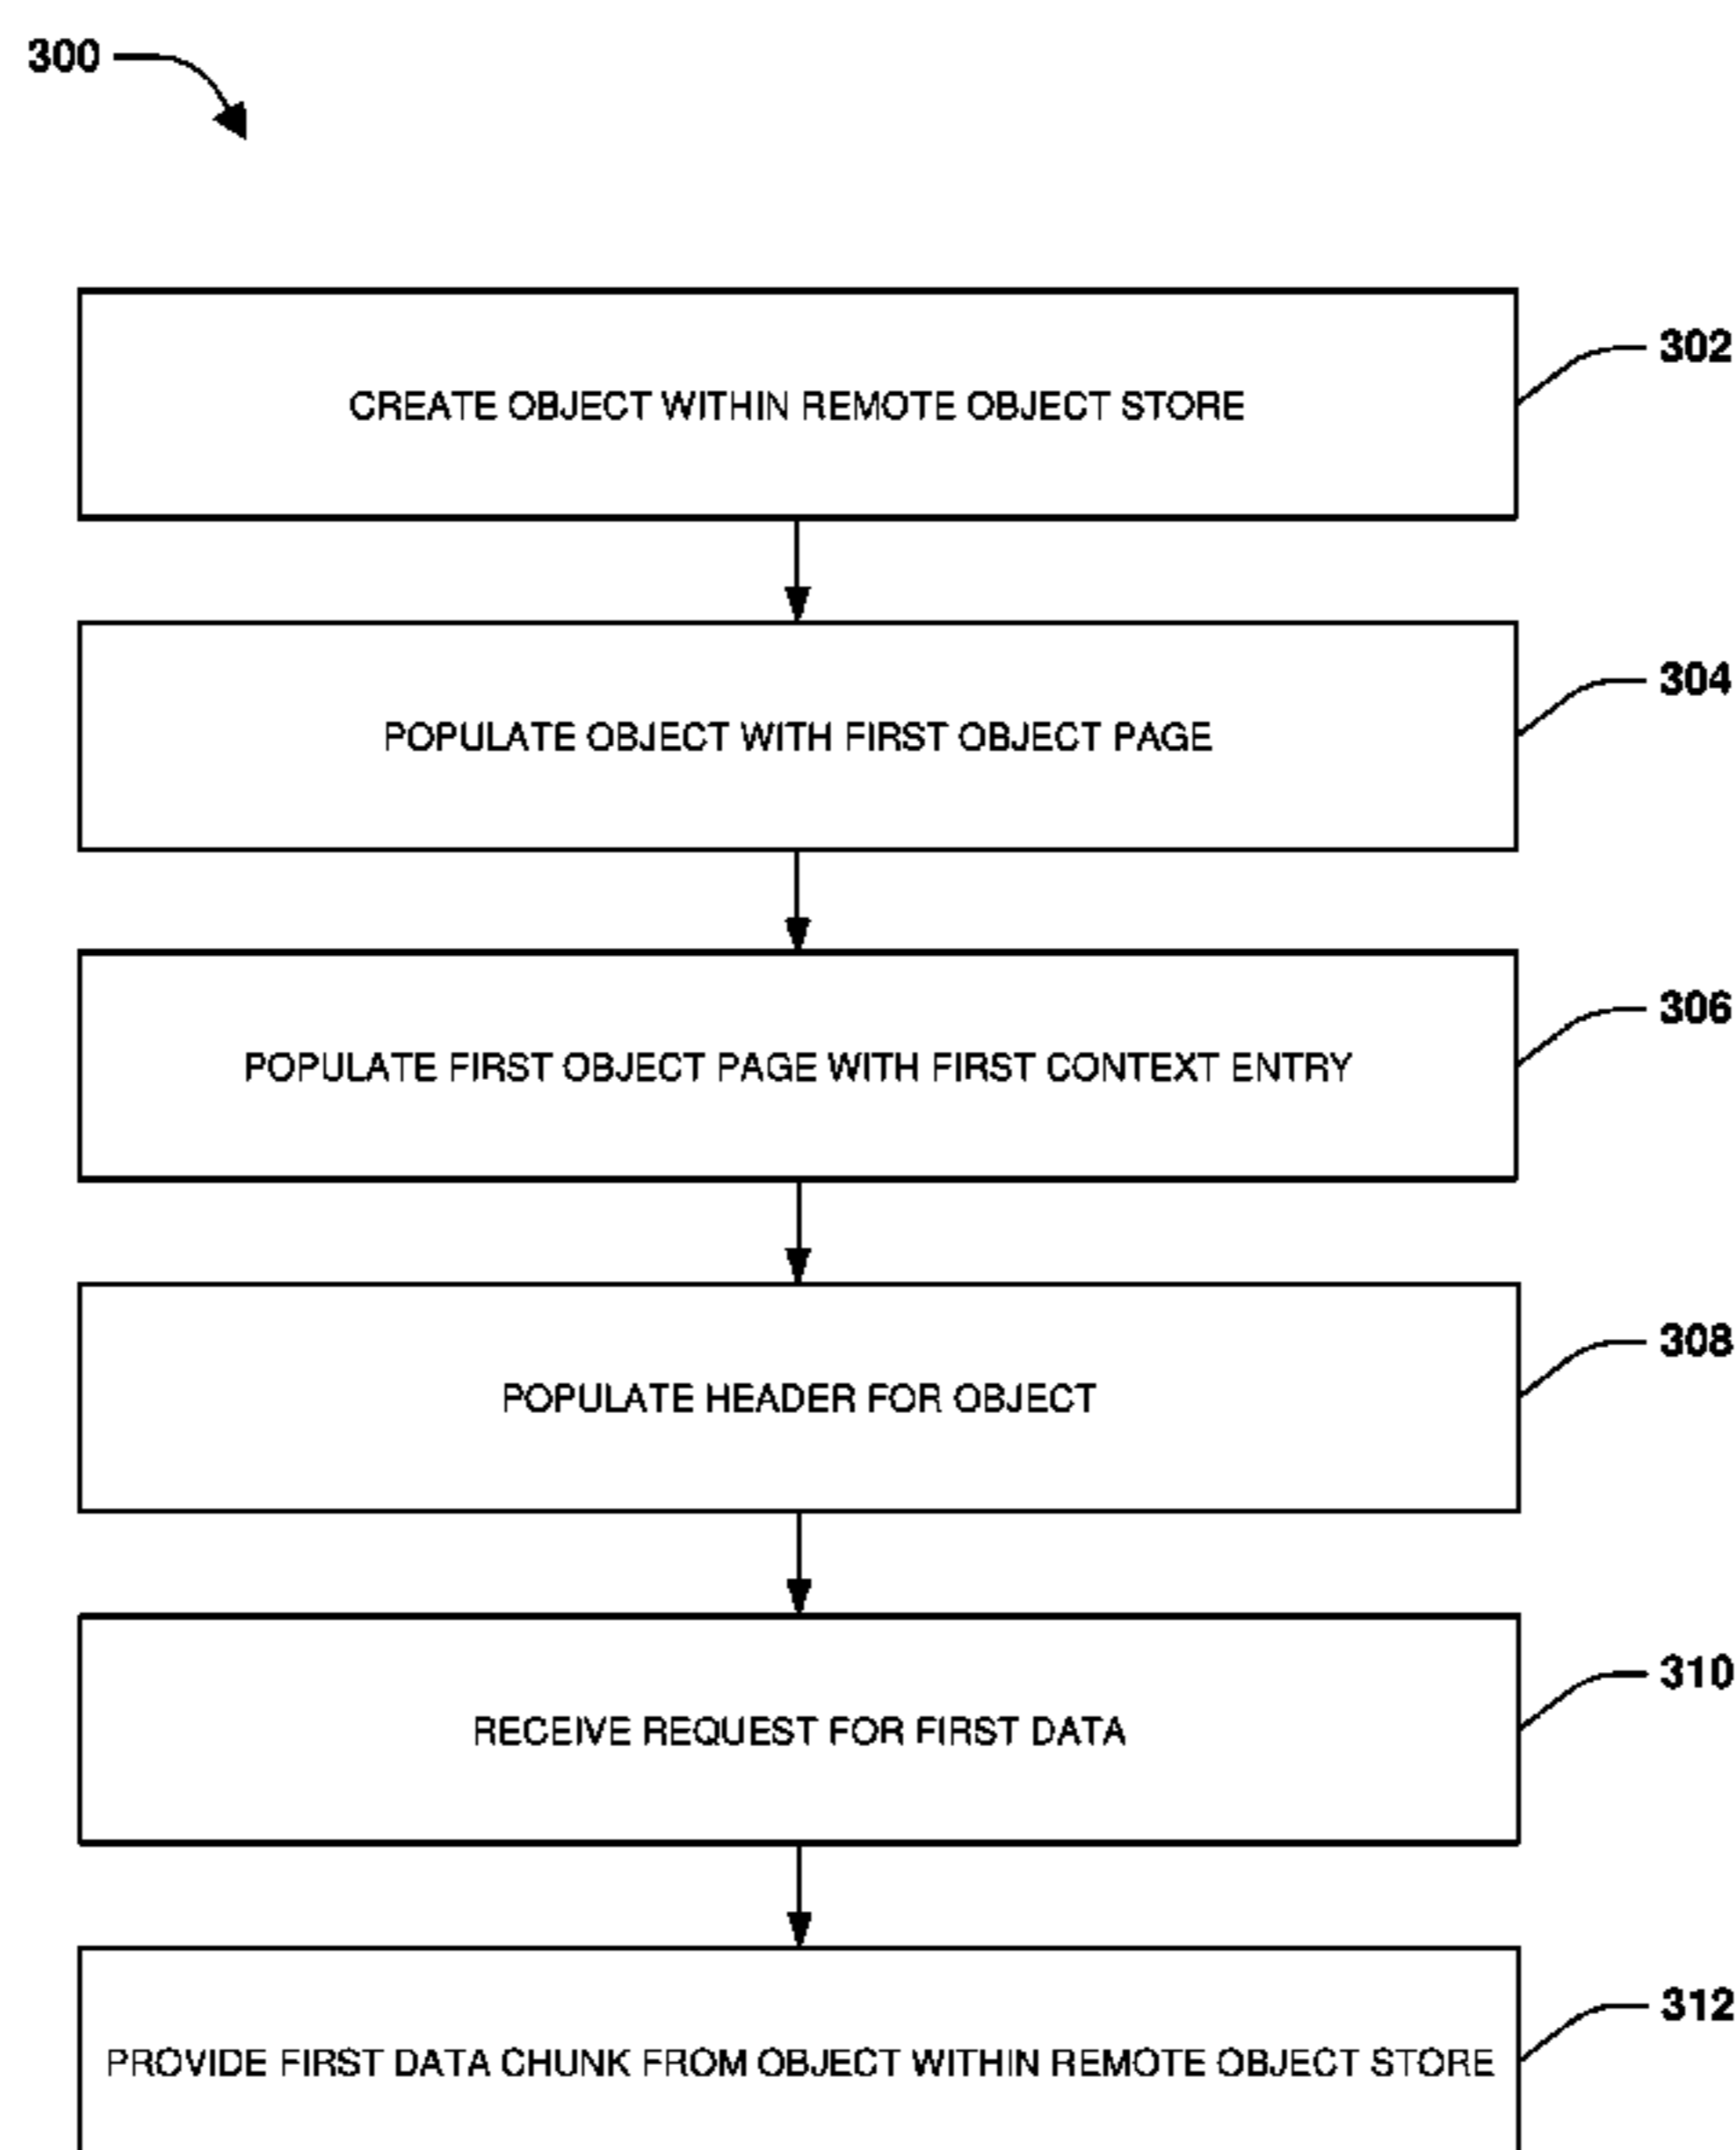 300
CREATE OBJECT WITHIN REMOTE OBJECT STORE
302
POPULATE OBJECT WITH FIRST OBJECT PAGE
304
POPULATE FIRST OBJECT PAGE WITH FIRST CONTEXT ENTRY
306
POPULATE HEADER FOR OBJECT
308
RECEIVE REQUEST FOR FIRST DATA
310
PROVIDE FIRST DATA CHUNK FROM OBJECT WITHIN REMOTE OBJECT STORE
312